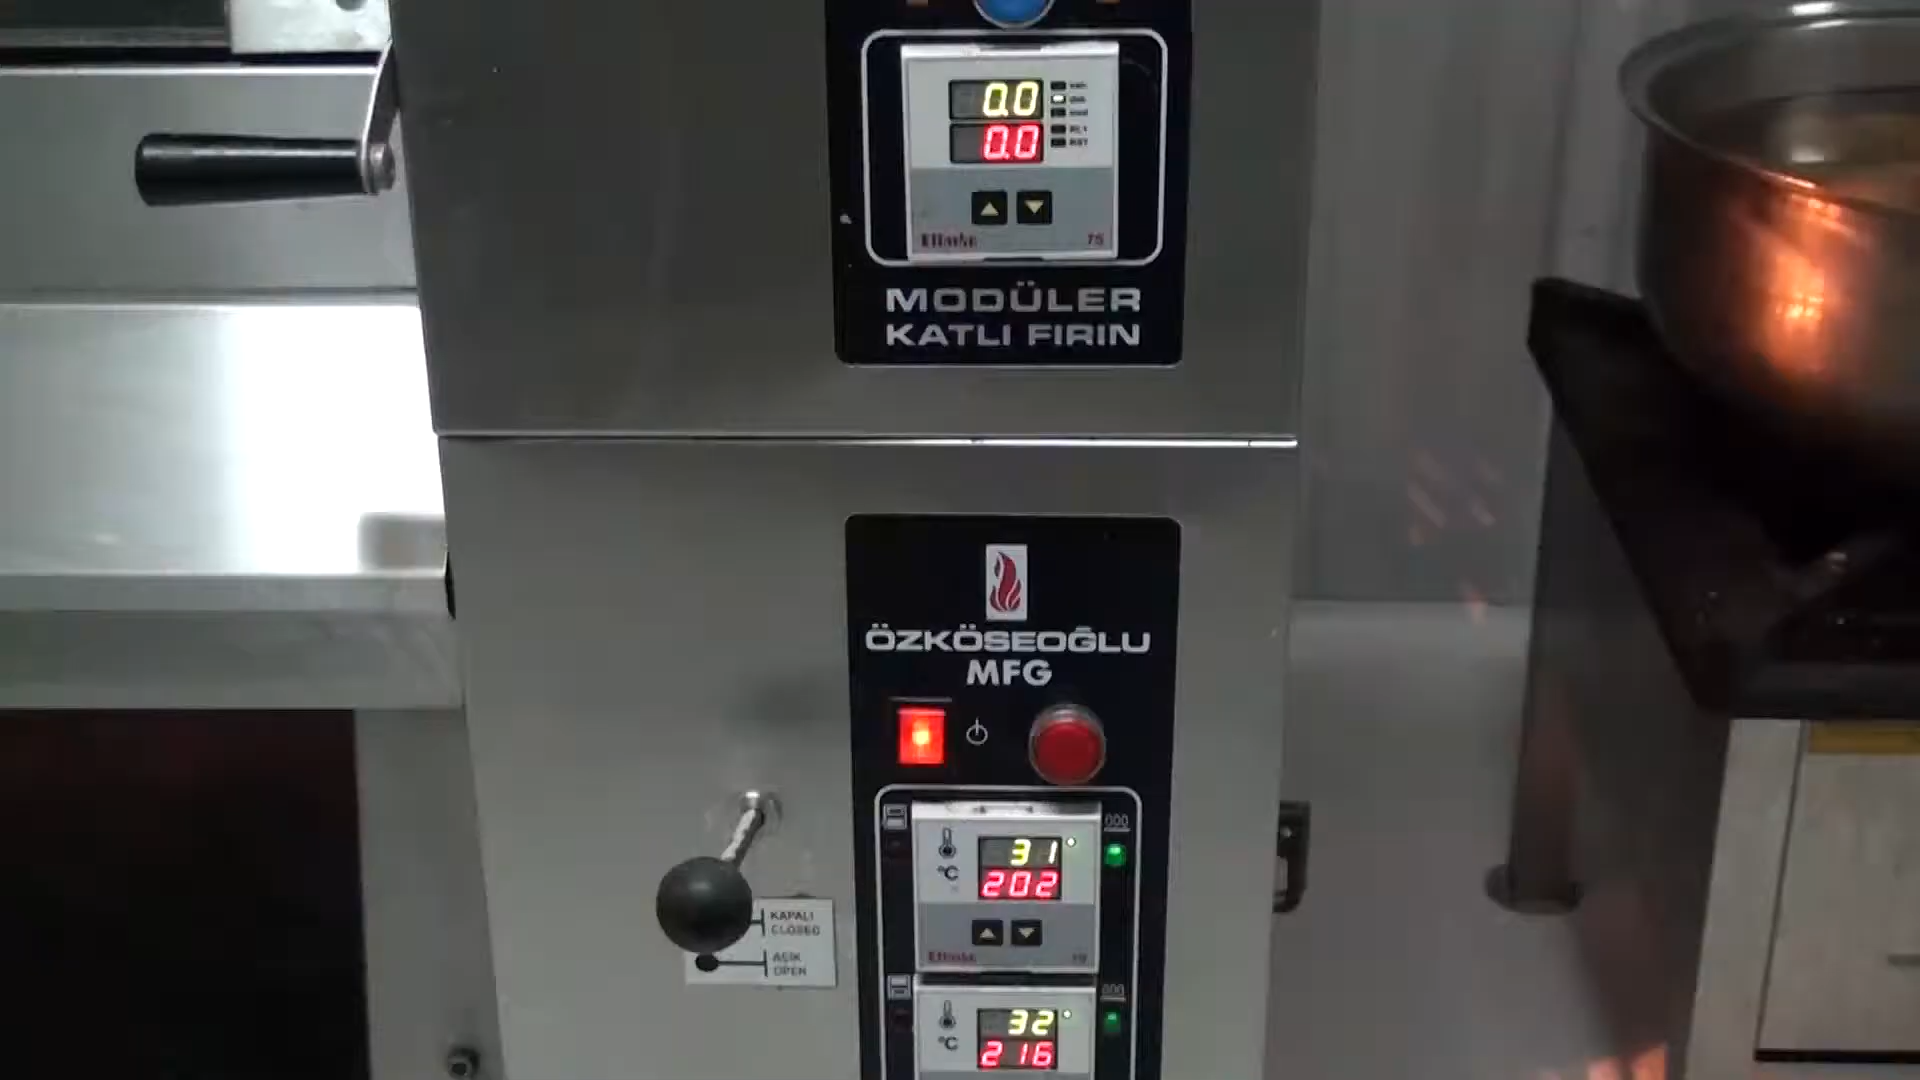 0.0
0.0
MODÜLER
KATLI FIRIN
ÖZKÖSEOĞLU
MFG
31
°C
202
KAPALI
CLOSED
AÇIK
OPEN
32
°C
216